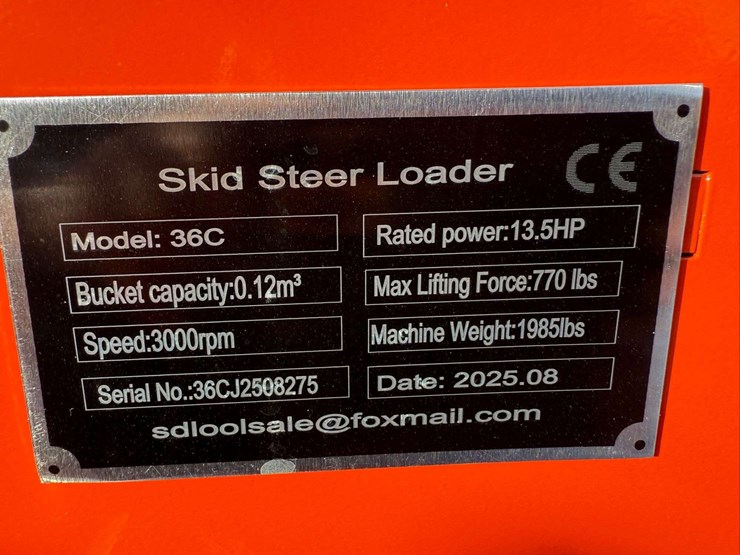 Skid Steer Loader CE
Model: 36C
Rated power:13.5HP
Bucket capacity:0.12m³
Max Lifting Force:770 lbs
Speed:3000rpm
Machine Weight:1985lbs
Serial No.:36CJ2508275
Date: 2025.08
sdloolsale@foxmail.com